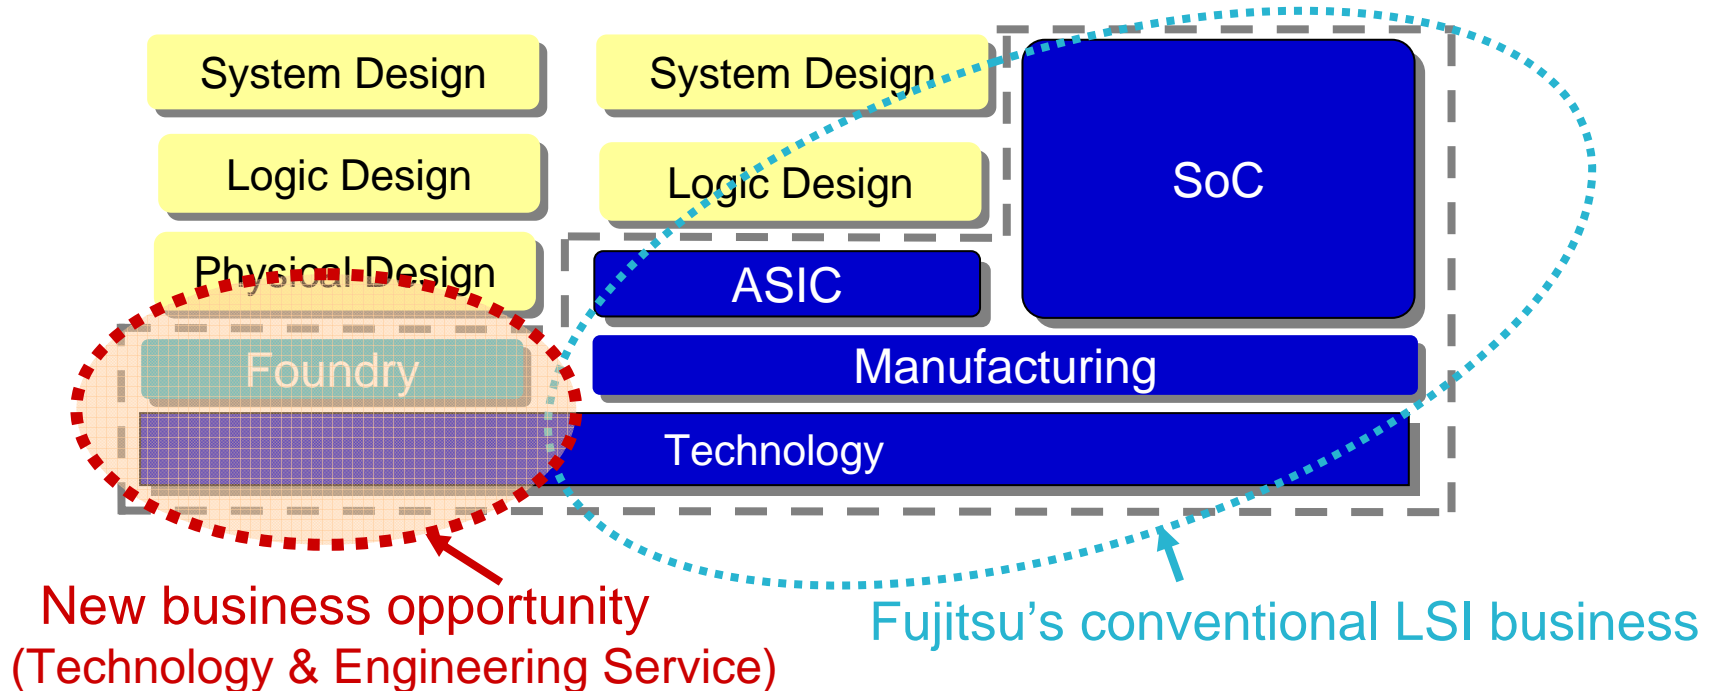 System Design
System Design
Logic Design
Logic Design
SoC
Physical Design
ASIC
Foundry
Manufacturing
Technology
New business opportunity
(Technology & Engineering Service)
Fujitsu’s conventional LSI business